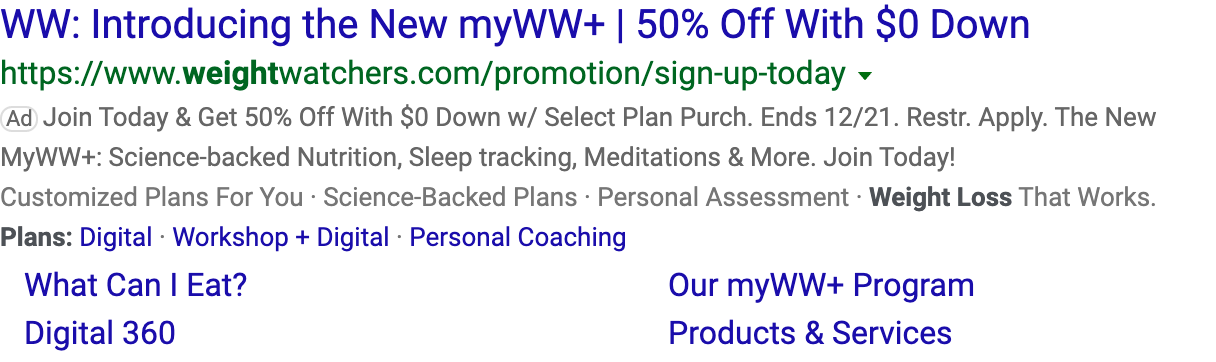 WW: Introducing the New myWW+ | 50% Off With $0 Down
https://www.weightwatchers.com/promotion/sign-up-today
Ad Join Today & Get 50% Off With $0 Down w/ Select Plan Purch. Ends 12/21. Restr. Apply. The New
MyWW+: Science-backed Nutrition, Sleep tracking, Meditations & More. Join Today!
Customized Plans For You · Science-Backed Plans · Personal Assessment · Weight Loss That Works.
Plans: Digital · Workshop + Digital · Personal Coaching
What Can I Eat? Our myWW+ Program
Digital 360 Products & Services